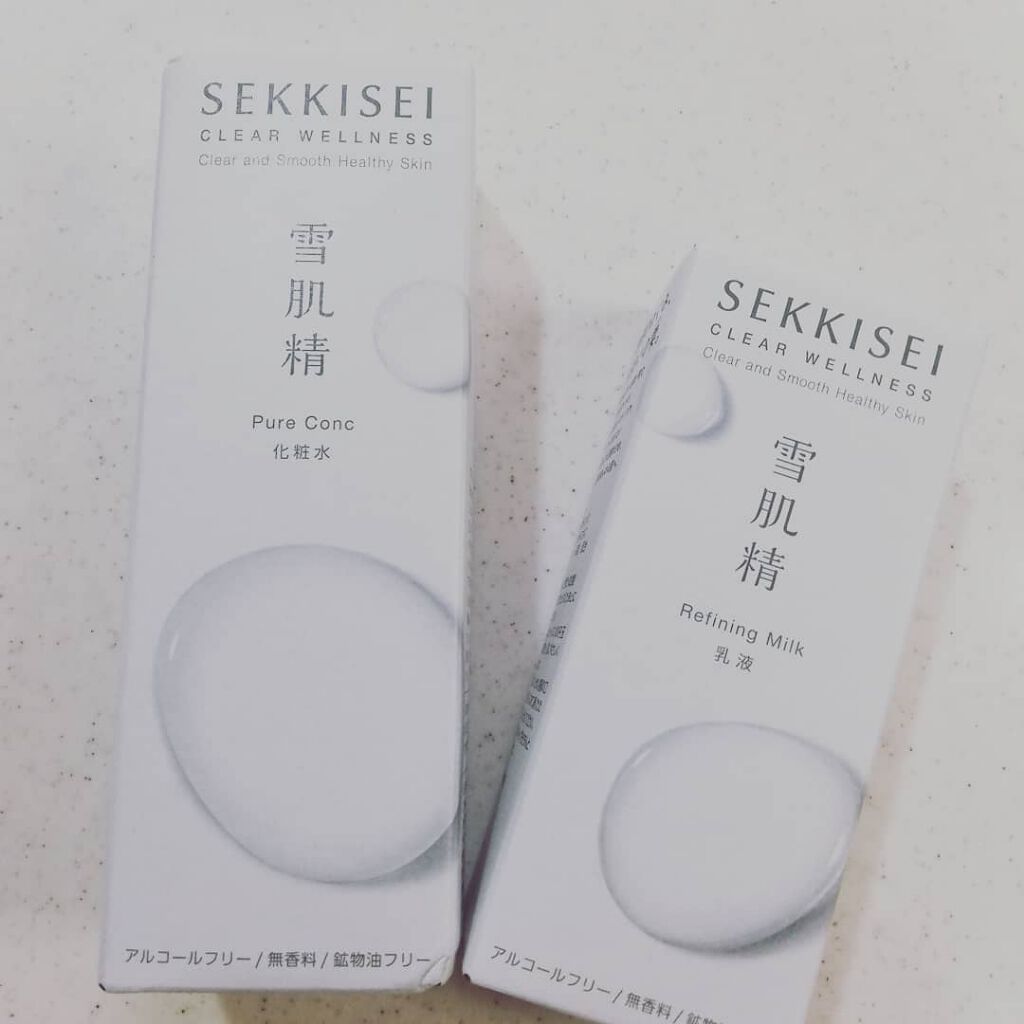 SEKKISEI
CLEAR WELLNESS
Clear and Smooth Healthy Skin
雪肌精
Pure Conc
化粧水
アルコールフリー / 無香料 / 鉱物油フリー
SEKKISEI
CLEAR WELLNESS
Clear and Smooth Healthy Skin
雪肌精
Refining Milk
乳液
アルコールフリー / 無香料 / 鉱物